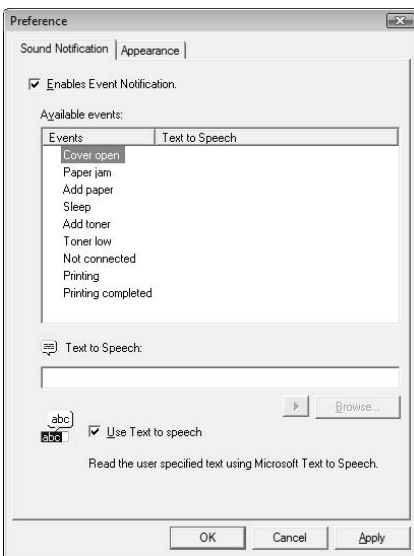 Preference
Sound Notification Appearance
Enables Event Notification.
Available events:
Events Text to Speech
Cover open
Paper jam
Add paper
Sleep
Add toner
Toner low
Not connected
Printing
Printing completed
Text to Speech:
Browse...
abc
abc
Use Text to speech
Read the user specified text using Microsoft Text to Speech.
OK Cancel Apply